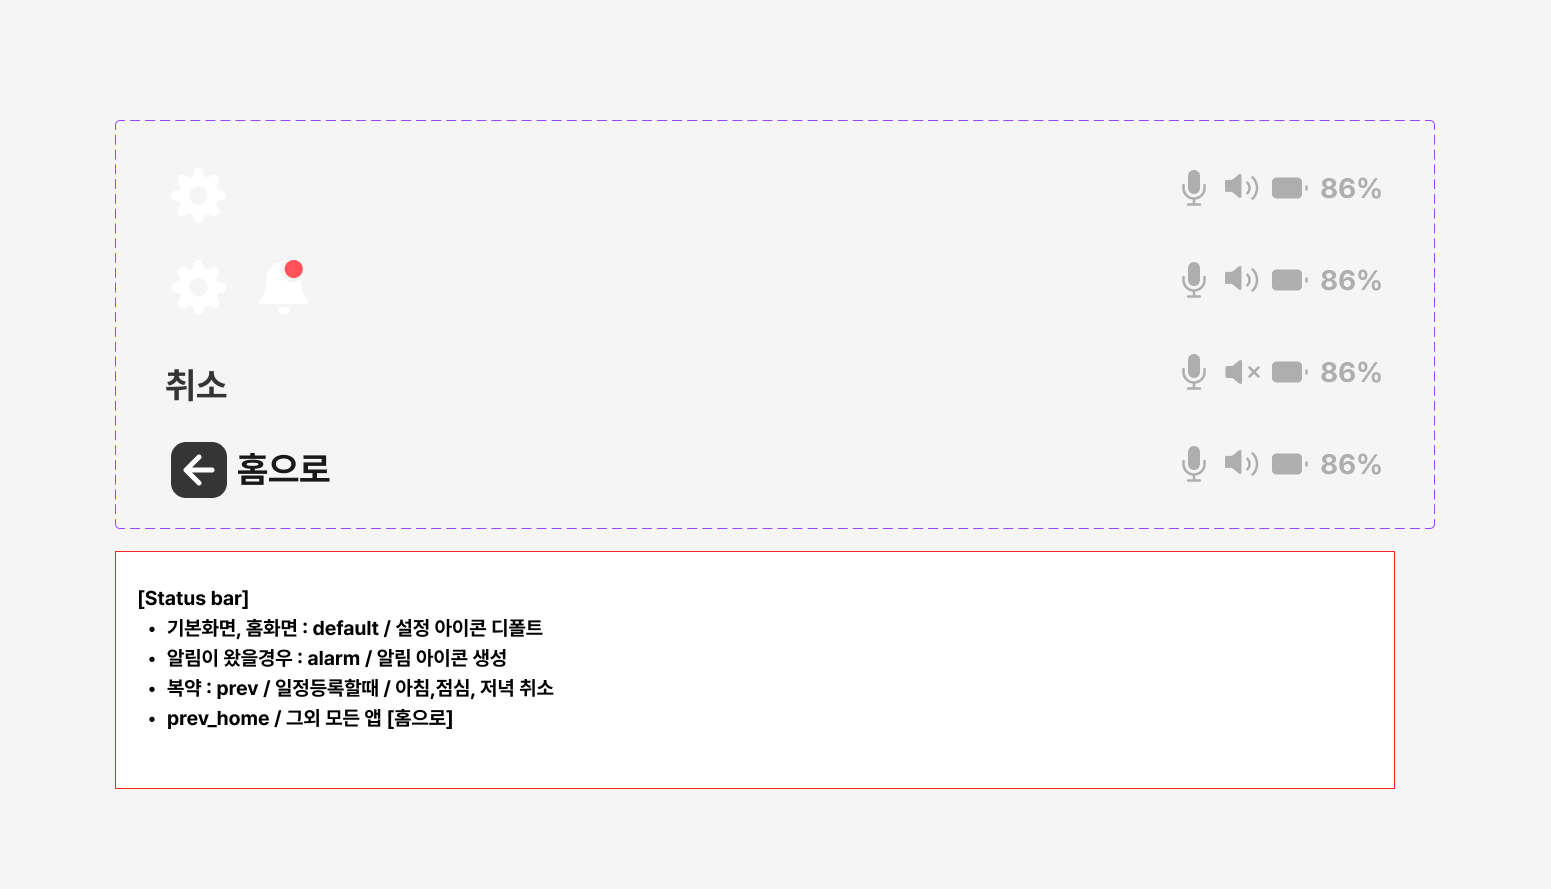 86%
86%
취소 86%
홈으로 86%
[Status bar]
• 기본화면, 홈화면 : default / 설정 아이콘 디폴트
• 알림이 왔을경우 : alarm / 알림 아이콘 생성
• 복약 : prev / 일정등록할때 / 아침,점심, 저녁 취소
• prev_home / 그외 모든 앱 [홈으로]